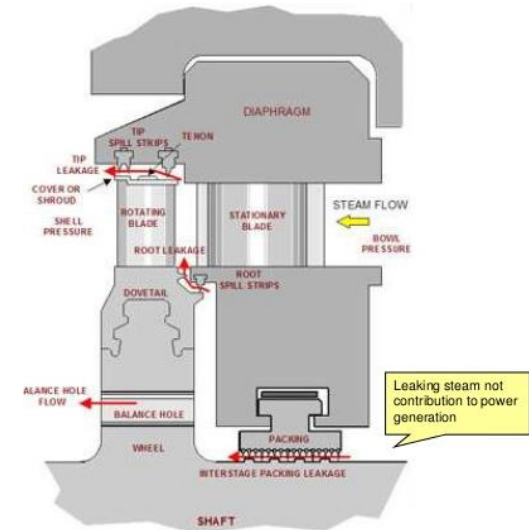 DIAPHRAGM
TIP
SPILL STRIPS
TENON
TIP
LEAKAGE
COVER OR
SHROUD
SHELL
PRESSURE
ROTATING
BLADE
STATIONARY
BLADE
STEAM FLOW
BOWL
PRESSURE
ROOT LEAKAGE
ROOT
SPILL STRIPS
DOVETAIL
ALANCE HOLE
FLOW
BALANCE HOLE
Leaking steam not
contribution to power
generation
PACKING
WHEEL
INTERSTAGE PACKING LEAKAGE
SHAFT